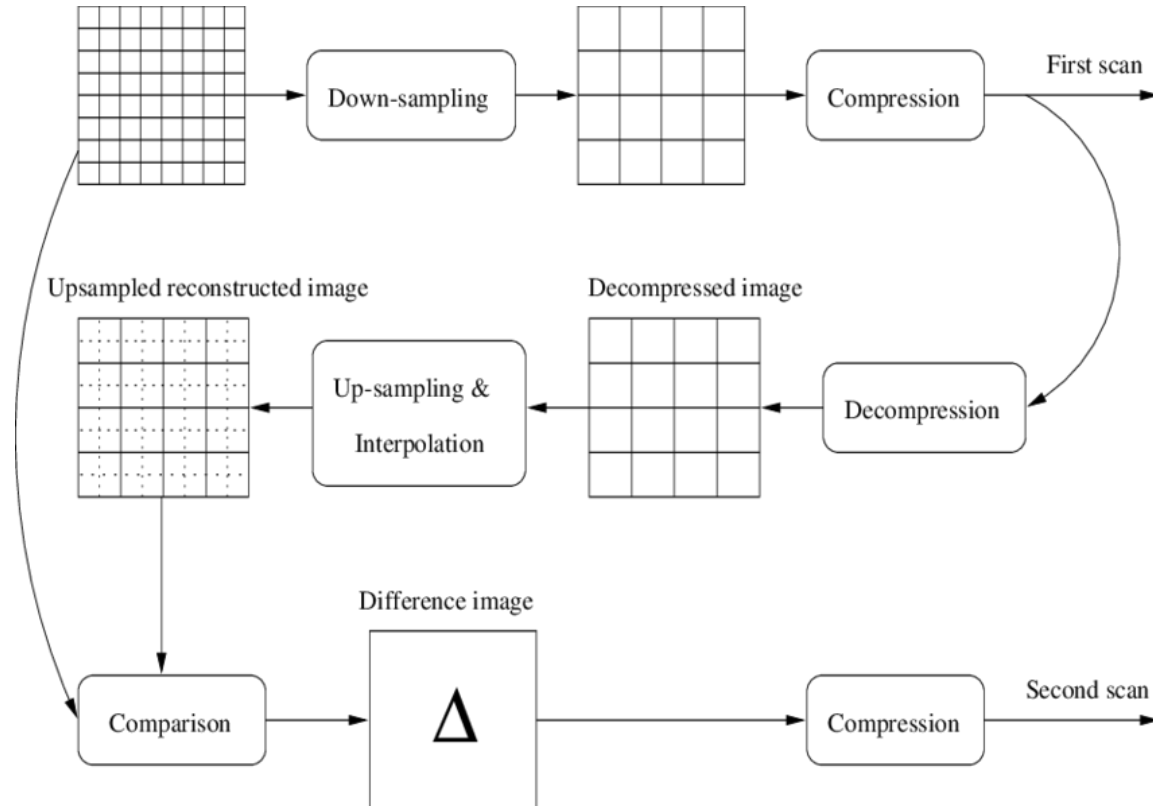 Down-sampling
Compression
First scan
Upsampled reconstructed image
Decompressed image
Up-sampling &
Interpolation
Decompression
Difference image
Comparison
Δ
Compression
Second scan